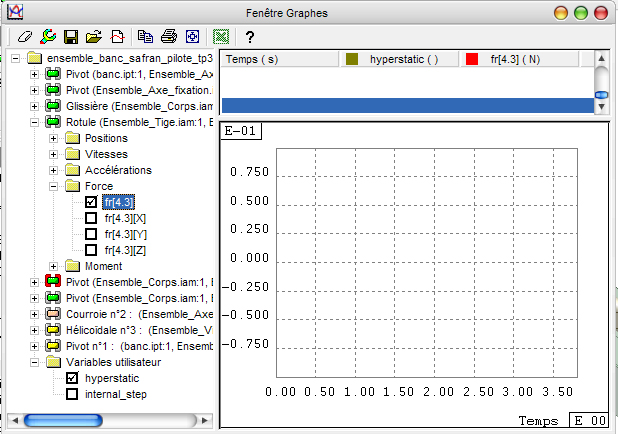 Fenêtre Graphes
?
ensemble_banc_safran_pilote_tp3
Pivot (banc.ipt:1, Ensemble_Ax
Pivot (Ensemble_Axe_fixation.i
Glissière (Ensemble_Corps.iam
Rotule (Ensemble_Tige.iam:1, E
Positions
Vitesses
Accélérations
Force
fr[4.3]
fr[4.3][X]
fr[4.3][Y]
fr[4.3][Z]
Moment
Pivot (Ensemble_Corps.iam:1, E
Pivot (Ensemble_Corps.iam:1,
Courroie n°2 : (Ensemble_Axe
Hélicoïdale n°3 : (Ensemble_V
Pivot n°1 : (banc.ipt:1, Ensemb
Variables utilisateur
hyperstatic
internal_step
Temps ( s) hyperstatic ( ) fr[4.3] ( N)
E-01
0.750
0.500
0.250
0.000
-0.250
-0.500
-0.750
0.00 0.50 1.00 1.50 2.00 2.50 3.00 3.50
Temps E 00